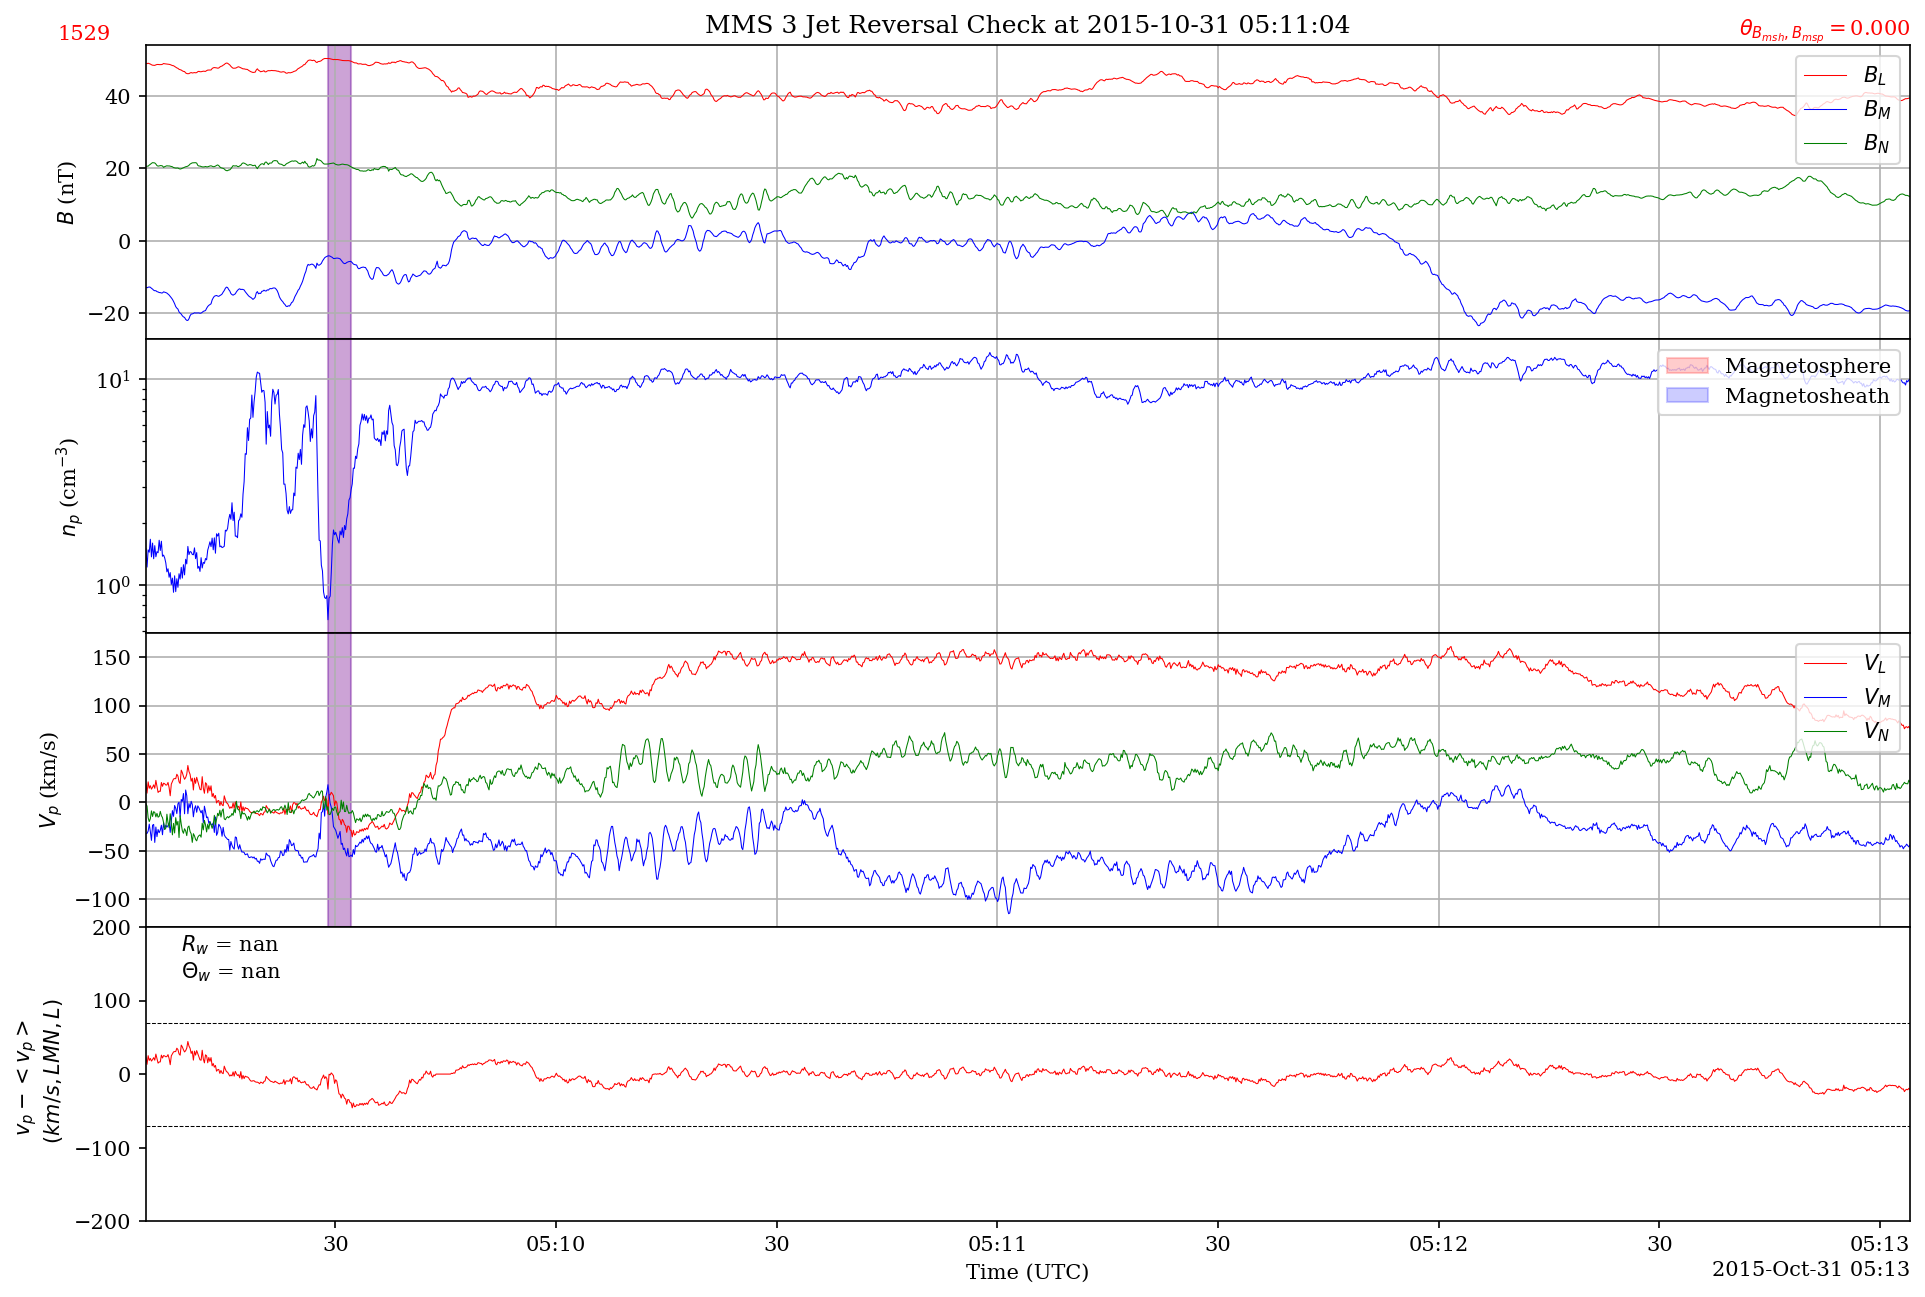 MMS 3 Jet Reversal Check at 2015-10-31 05:11:04
1529
θ_{B_{msh}, B_{msp}} = 0.000
B (nT)
40
20
0
−20
B_L
B_M
B_N
n_p (cm^{−3})
10^1
10^0
Magnetosphere
Magnetosheath
V_p (km/s)
150
100
50
0
−50
−100
V_L
V_M
V_N
v_p − < v_p >
(km/s, LMN, L)
200
100
0
−100
−200
R_w = nan
Θ_w = nan
30
05:10
30
05:11
30
05:12
30
05:13
Time (UTC)
2015-Oct-31 05:13